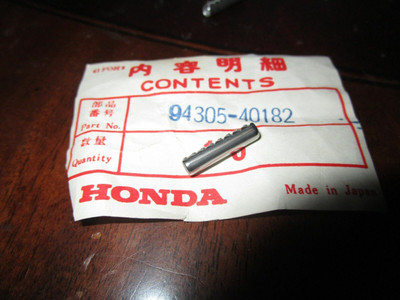 内容明細
CONTENTS
部品番号
Part No.
94305-40182
数量
Quantity
HONDA
Made in Japan